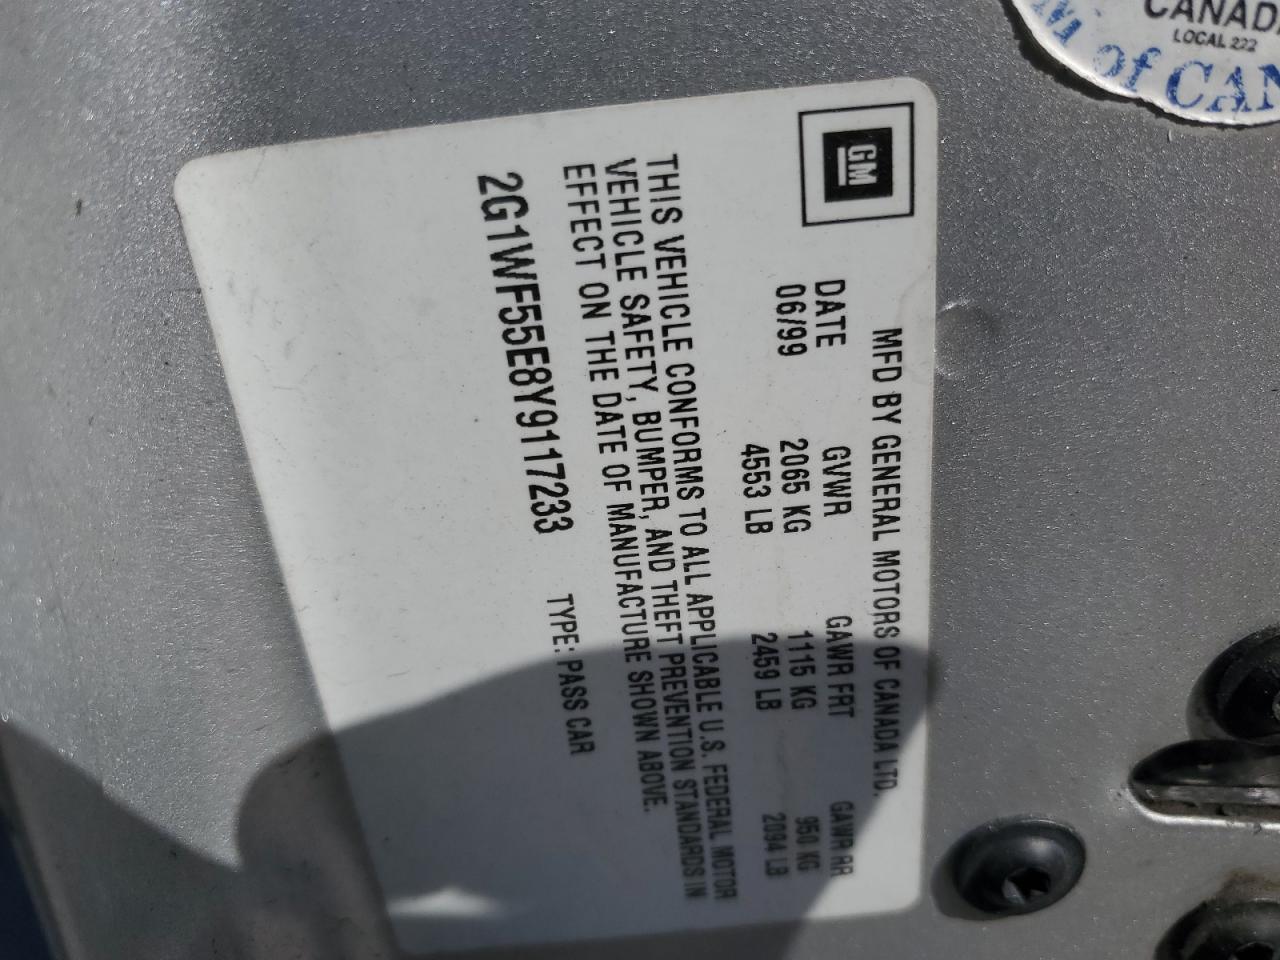 CANAD
LOCAL 222
M of CAN
GM
MFD BY GENERAL MOTORS OF CANADA LTD.
DATE GVWR GAWR FRT GAWR RR
06/99 2065 KG 1115 KG 950 KG
4553 LB 2459 LB 2094 LB
THIS VEHICLE CONFORMS TO ALL APPLICABLE U.S. FEDERAL MOTOR
VEHICLE SAFETY, BUMPER, AND THEFT PREVENTION STANDARDS IN
EFFECT ON THE DATE OF MANUFACTURE SHOWN ABOVE.
2G1WF55E8Y9117233 TYPE: PASS CAR